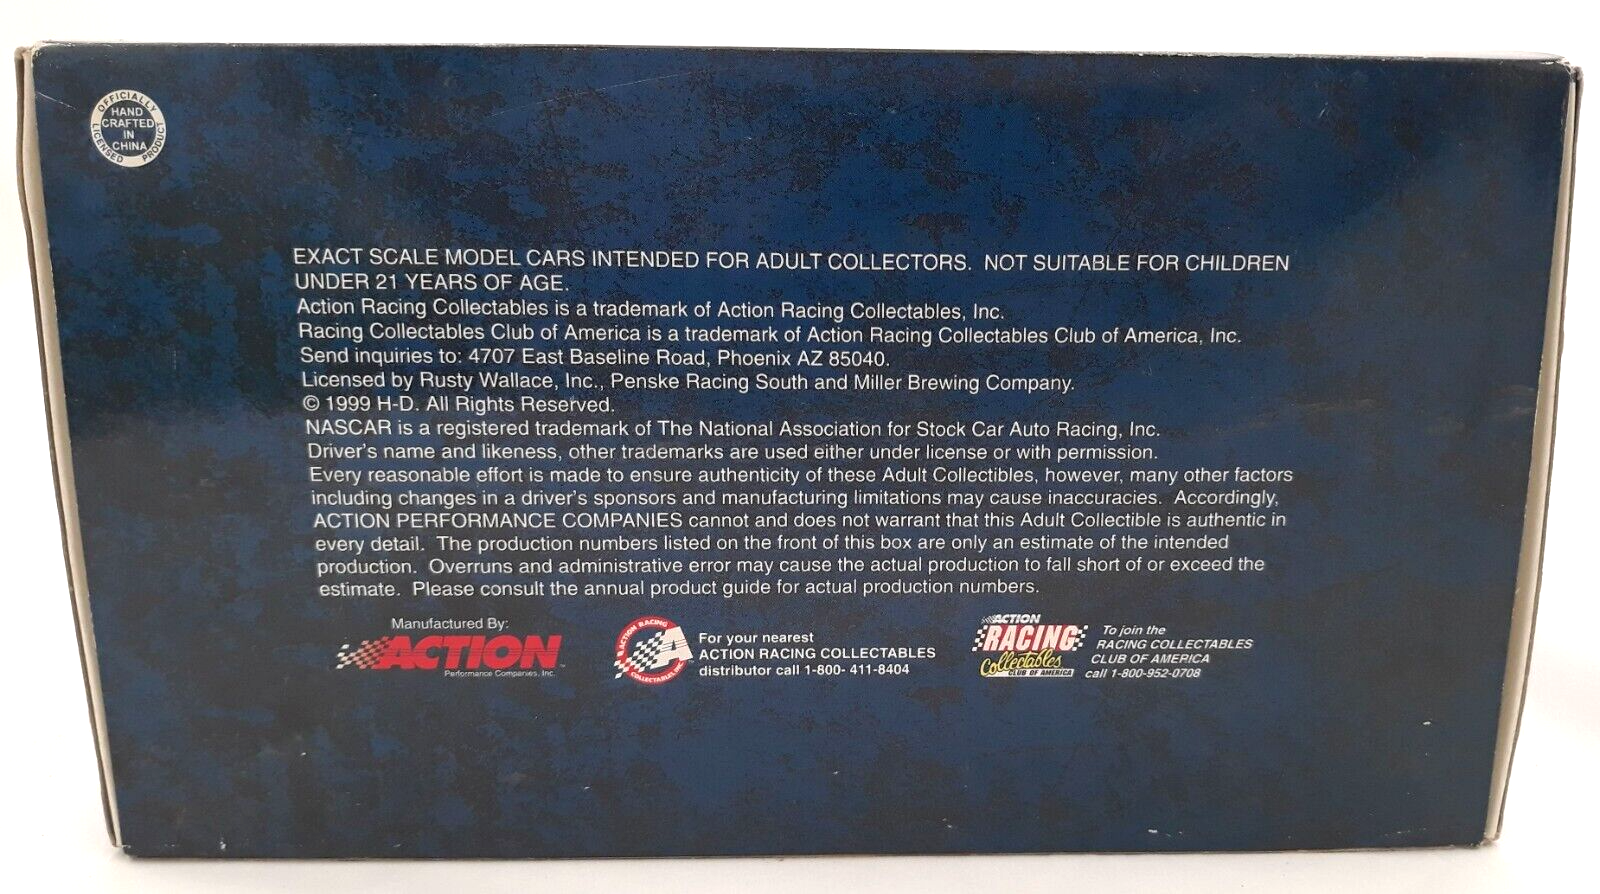 OFFICIALLY
HAND
CRAFTED
IN
CHINA
LICENSED PRODUCT
EXACT SCALE MODEL CARS INTENDED FOR ADULT COLLECTORS. NOT SUITABLE FOR CHILDREN
UNDER 21 YEARS OF AGE.
Action Racing Collectables is a trademark of Action Racing Collectables, Inc.
Racing Collectables Club of America is a trademark of Action Racing Collectables Club of America, Inc.
Send inquiries to: 4707 East Baseline Road, Phoenix AZ 85040.
Licensed by Rusty Wallace, Inc., Penske Racing South and Miller Brewing Company.
© 1999 H-D. All Rights Reserved.
NASCAR is a registered trademark of The National Association for Stock Car Auto Racing, Inc.
Driver's name and likeness, other trademarks are used either under license or with permission.
Every reasonable effort is made to ensure authenticity of these Adult Collectibles, however, many other factors
including changes in a driver's sponsors and manufacturing limitations may cause inaccuracies. Accordingly,
ACTION PERFORMANCE COMPANIES cannot and does not warrant that this Adult Collectible is authentic in
every detail. The production numbers listed on the front of this box are only an estimate of the intended
production. Overruns and administrative error may cause the actual production to fall short of or exceed the
estimate. Please consult the annual product guide for actual production numbers.
Manufactured By:
ACTION
Performance Companies, Inc.
ACTION RACING
COLLECTABLES, INC.
For your nearest
ACTION RACING COLLECTABLES
distributor call 1-800- 411-8404
ACTION
RACING
Collectables
CLUB OF AMERICA
To join the
RACING COLLECTABLES
CLUB OF AMERICA
call 1-800-952-0708